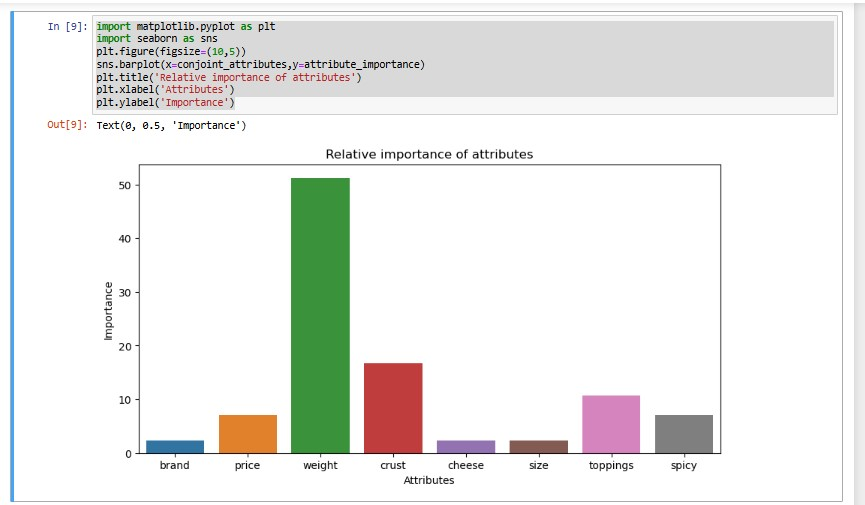 In [9]: import matplotlib.pyplot as plt
import seaborn as sns
plt.figure(figsize=(10,5))
sns.barplot(x=conjoint_attributes,y=attribute_importance)
plt.title('Relative importance of attributes')
plt.xlabel('Attributes')
plt.ylabel('Importance')
Out[9]: Text(0, 0.5, 'Importance')
Relative importance of attributes
50
40
30
20
10
0
Importance
brand price weight crust cheese size toppings spicy
Attributes